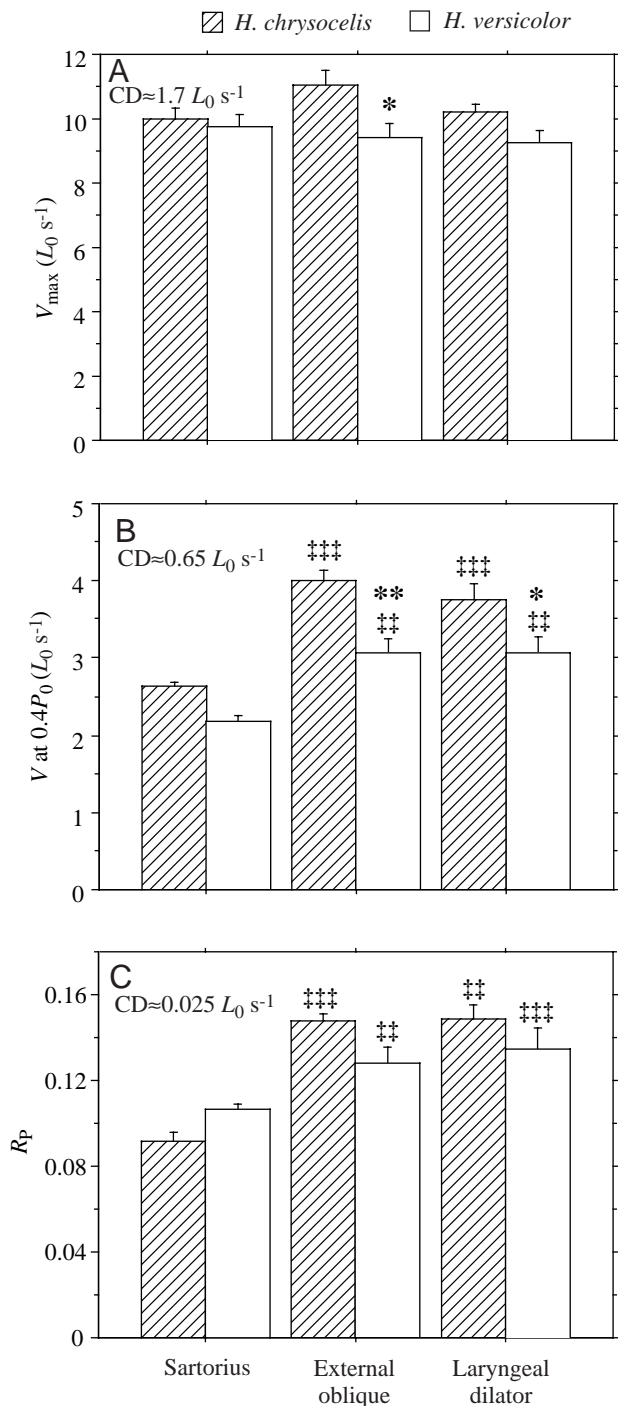 H. chrysocelis H. versicolor
A
CD≈1.7 L0 s-1
*
12
10
8
6
4
2
0
Vmax (L0 s-1)
B
CD≈0.65 L0 s-1
‡‡‡
**
‡‡
‡‡‡
*
‡‡
5
4
3
2
1
0
V at 0.4P0 (L0 s-1)
C
CD≈0.025 L0 s-1
‡‡‡
‡‡
‡‡
‡‡‡
0.16
0.12
0.08
0.04
0
RP
Sartorius External Laryngeal
oblique dilator